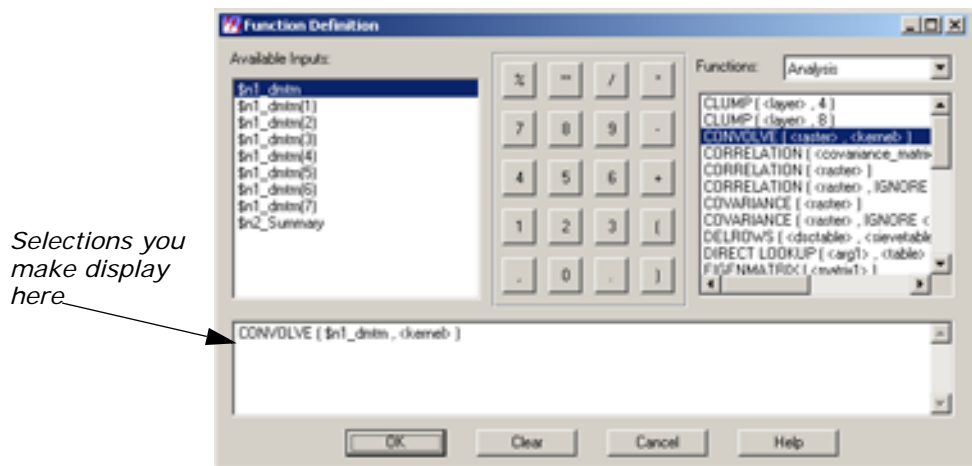 Function Definition
Available Inputs:
$n1_dmtm
$n1_dmtm(1)
$n1_dmtm(2)
$n1_dmtm(3)
$n1_dmtm(4)
$n1_dmtm(5)
$n1_dmtm(6)
$n1_dmtm(7)
$n2_Summary
% ** / *
7 8 9 -
4 5 6 +
1 2 3 (
, 0 . )
Functions: Analysis
CLUMP ( <layer> , 4 )
CLUMP ( <layer> , 8 )
CONVOLVE ( <raster> , <kernel> )
CORRELATION ( <covariance_matrix
CORRELATION ( <raster> )
CORRELATION ( <raster> , IGNORE
COVARIANCE ( <raster> )
COVARIANCE ( <raster> , IGNORE <
DELROWS ( <dsctable> , <sievetable
DIRECT LOOKUP ( <arg1> , <table>
EIGENMATRIX ( <matrix1> )
Selections you
make display
here
CONVOLVE ( $n1_dmtm , <kernel> )
OK Clear Cancel Help